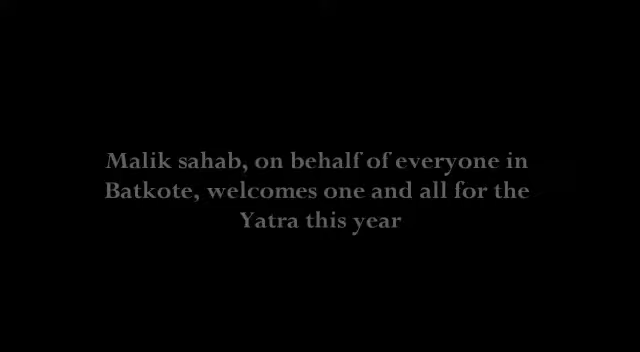 Malik sahab, on behalf of everyone in
Batkote, welcomes one and all for the
Yatra this year